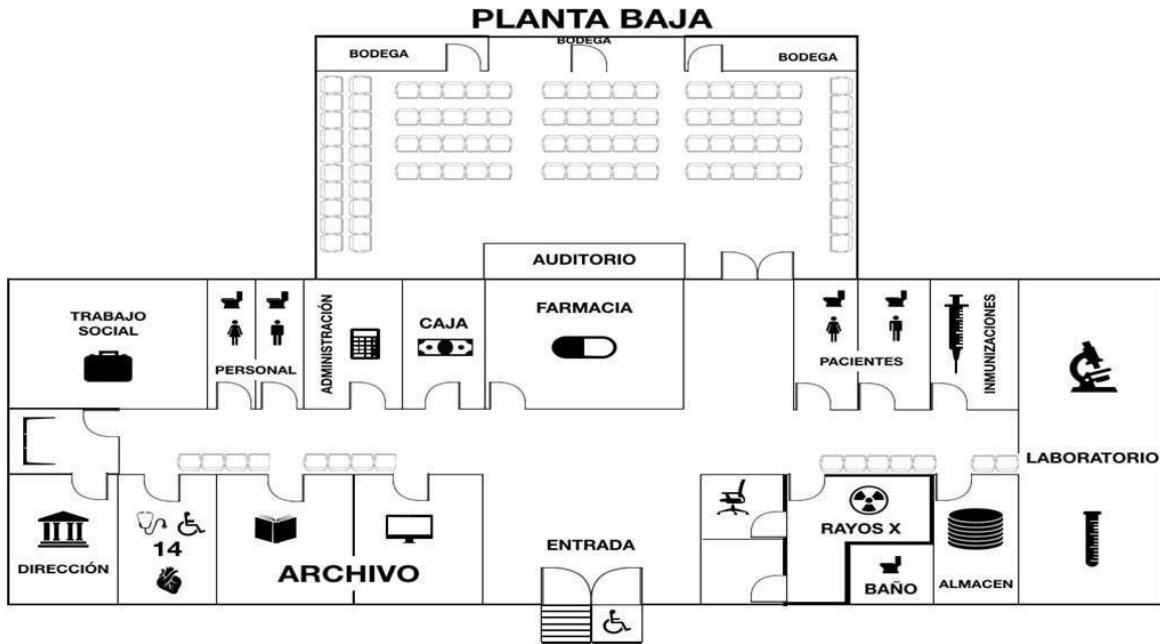 PLANTA BAJA
BODEGA
BODEGA
BODEGA
AUDITORIO
TRABAJO
SOCIAL
PERSONAL
ADMINISTRACIÓN
CAJA
FARMACIA
PACIENTES
INMUNIZACIONES
LABORATORIO
DIRECCIÓN
14
ARCHIVO
ENTRADA
RAYOS X
BAÑO
ALMACEN